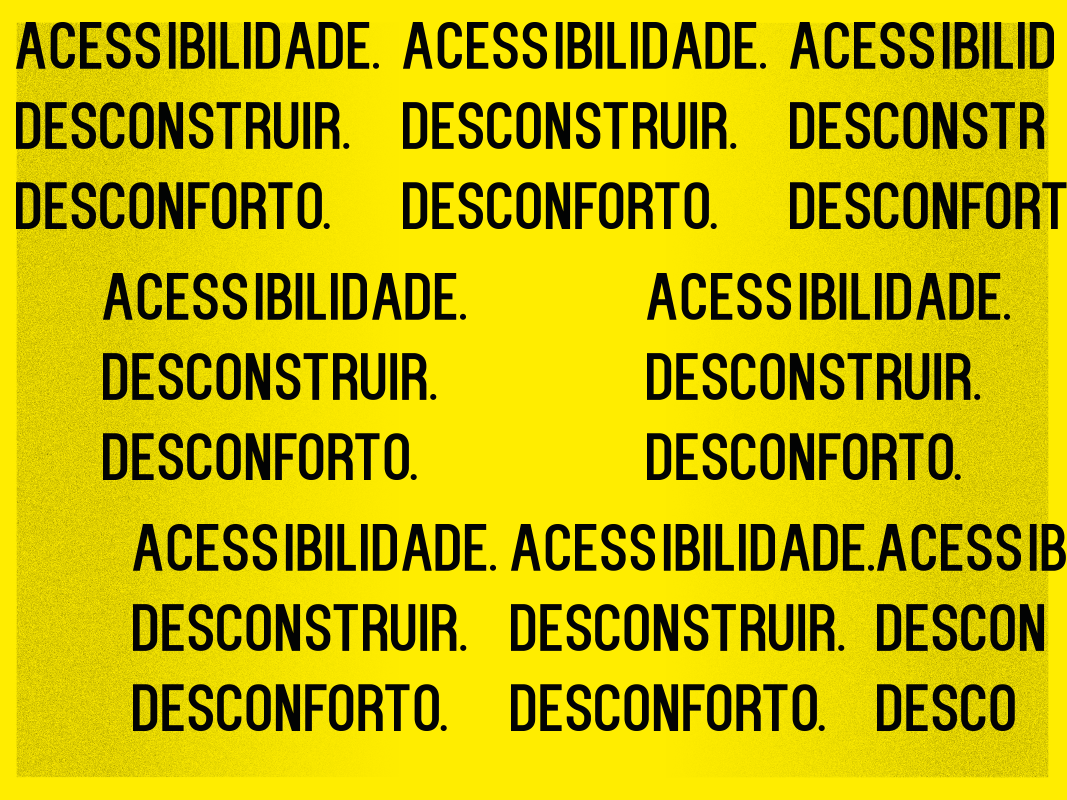 ACESSIBILIDADE. ACESSIBILIDADE. ACESSIBILID
DESCONSTRUIR. DESCONSTRUIR. DESCONSTR
DESCONFORTO. DESCONFORTO. DESCONFORT
ACESSIBILIDADE. ACESSIBILIDADE.
DESCONSTRUIR. DESCONSTRUIR.
DESCONFORTO. DESCONFORTO.
ACESSIBILIDADE. ACESSIBILIDADE.ACESSIB
DESCONSTRUIR. DESCONSTRUIR. DESCON
DESCONFORTO. DESCONFORTO. DESCO